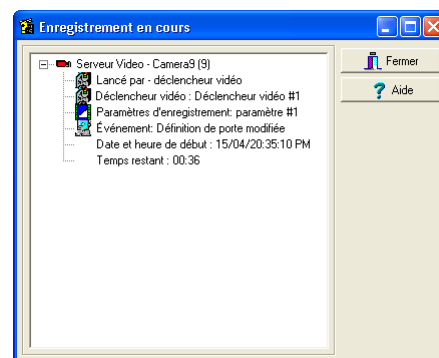 Enregistrement en cours
Serveur Video - Camera9 (9)
Lancé par - déclencheur vidéo
Déclencheur vidéo : Déclencheur vidéo #1
Paramètres d'enregistrement: paramètre #1
Événement: Définition de porte modifiée
Date et heure de début : 15/04/20:35:10 PM
Temps restant : 00:36
Fermer
Aide